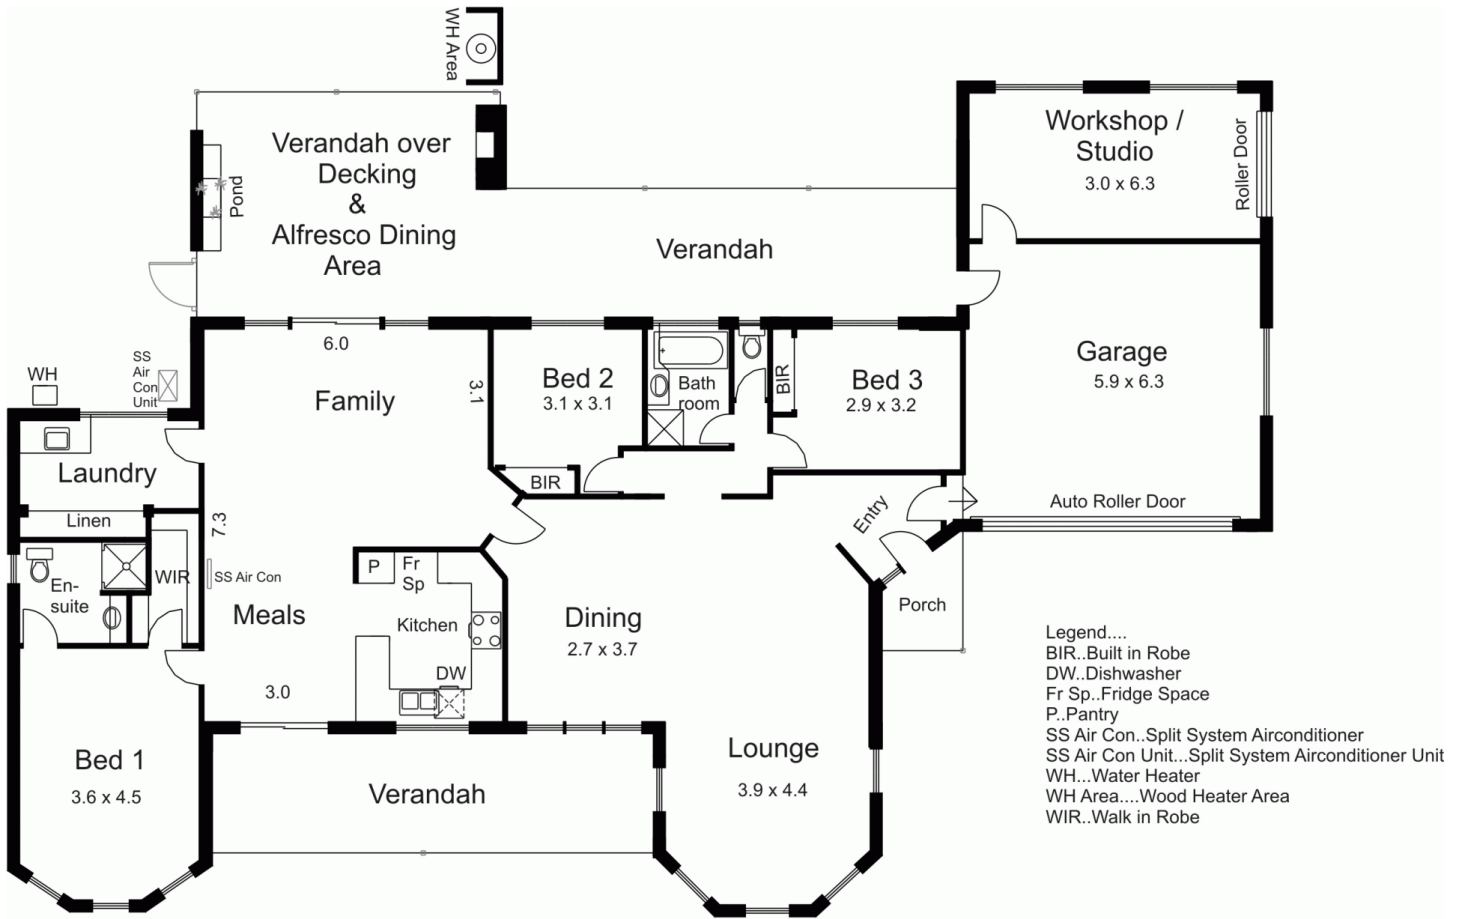 WH Area
Verandah over
Decking
&
Alfresco Dining
Area
Pond
Verandah
Workshop /
Studio
3.0 x 6.3
Roller Door
Garage
5.9 x 6.3
Auto Roller Door
WH
SS
Air
Con
Unit
6.0
Family
3.1
Bed 2
3.1 x 3.1
BIR
Bath
room
BIR
Bed 3
2.9 x 3.2
Laundry
Linen
7.3
En-
suite
WIR
SS Air Con
Meals
3.0
P
Fr
Sp
Kitchen
DW
Dining
2.7 x 3.7
Entry
Porch
Bed 1
3.6 x 4.5
Verandah
Lounge
3.9 x 4.4
Legend....
BIR..Built in Robe
DW..Dishwasher
Fr Sp..Fridge Space
P..Pantry
SS Air Con..Split System Airconditioner
SS Air Con Unit...Split System Airconditioner Unit
WH...Water Heater
WH Area....Wood Heater Area
WIR..Walk in Robe